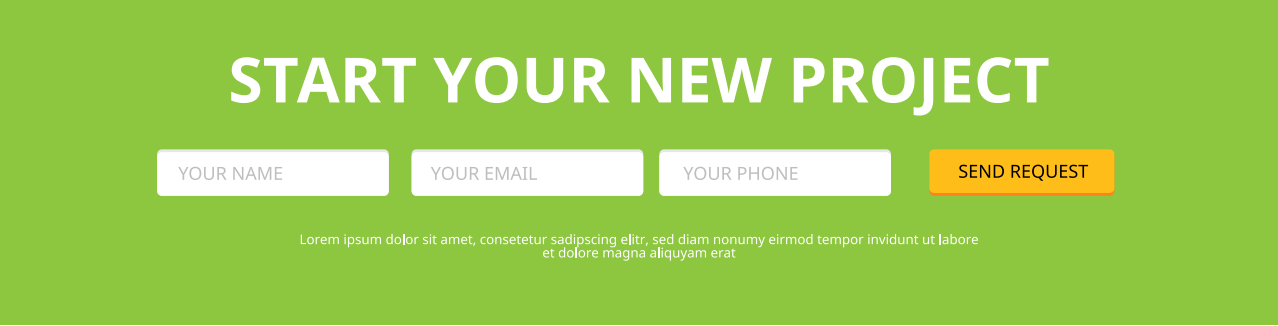 START YOUR NEW PROJECT
YOUR NAME
YOUR EMAIL
YOUR PHONE
SEND REQUEST
Lorem ipsum dolor sit amet, consetetur sadipscing elitr, sed diam nonumy eirmod tempor invidunt ut labore
et dolore magna aliquyam erat